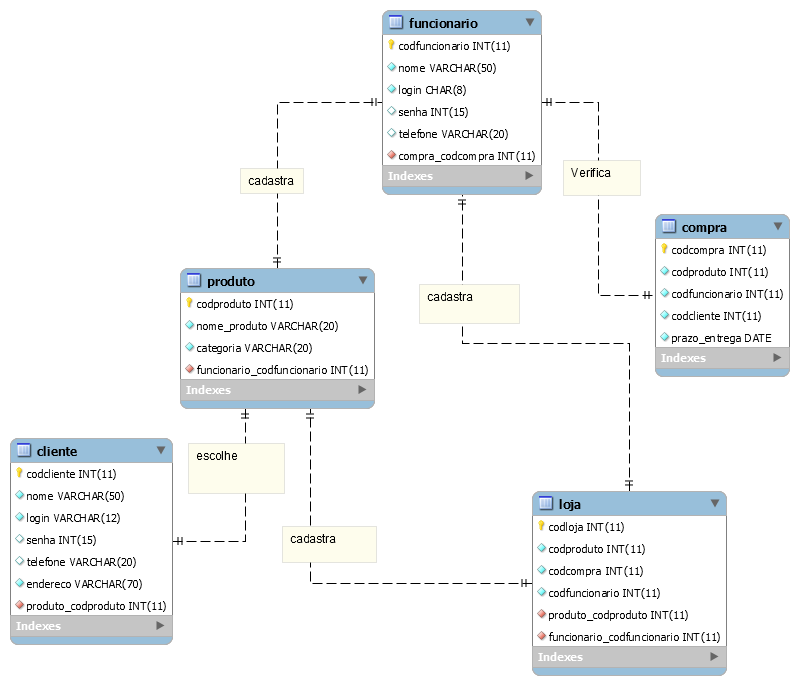 funcionario
codfuncionario INT(11)
nome VARCHAR(50)
login CHAR(8)
senha INT(15)
telefone VARCHAR(20)
compra_codcompra INT(11)
Indexes
cadastra
Verifica
compra
codcompra INT(11)
codproduto INT(11)
codfuncionario INT(11)
codcliente INT(11)
prazo_entrega DATE
Indexes
produto
codproduto INT(11)
nome_produto VARCHAR(20)
categoria VARCHAR(20)
funcionario_codfuncionario INT(11)
Indexes
cadastra
cliente
codcliente INT(11)
nome VARCHAR(50)
login VARCHAR(12)
senha INT(15)
telefone VARCHAR(20)
endereco VARCHAR(70)
produto_codproduto INT(11)
Indexes
escolhe
cadastra
loja
codloja INT(11)
codproduto INT(11)
codcompra INT(11)
codfuncionario INT(11)
produto_codproduto INT(11)
funcionario_codfuncionario INT(11)
Indexes